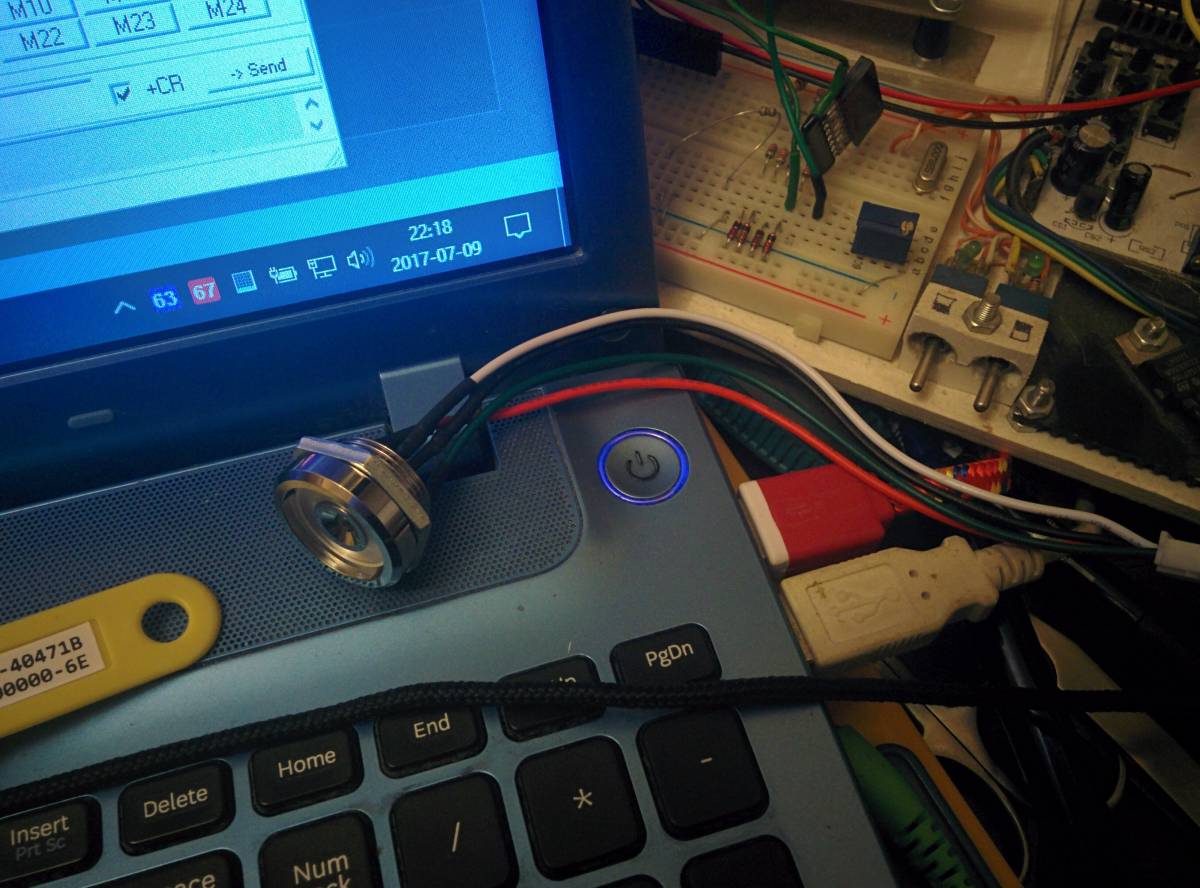 M10
M24
M22
M23
+CR
-> Send
22:18
63
67
2017-07-09
j i h g f
e d c b a
+
-40471B
00000-6E
PgDn
End
Home
Delete
Insert
Prt Sc
Num
/
*
-